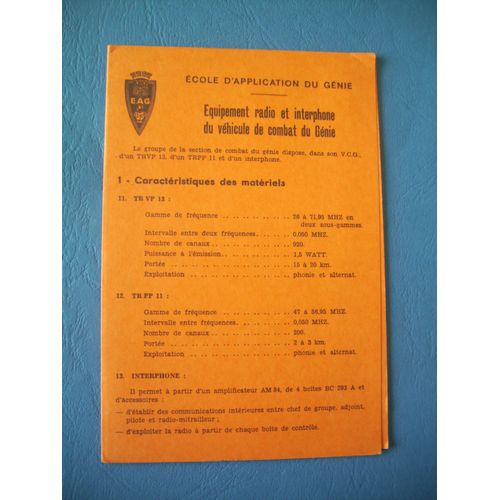 EAG
ÉCOLE D'APPLICATION DU GÉNIE
Equipement radio et interphone
du véhicule de combat du Génie
Le groupe de la section de combat du génie dispose, dans son V.C.G.,
d'un TRVP 13, d'un TRPP 11 et d'un interphone.
1 - Caractéristiques des matériels
11. TR VP 13 :
Gamme de fréquence .. .. .. .. .. .. .. 26 à 71,95 MHZ en
deux sous-gammes.
Intervalle entre deux fréquences.. .. .. .. 0,050 MHZ.
Nombre de canaux .. .. .. .. .. .. .. .. 920.
Puissance à l'émission .. .. .. .. .. .. .. 1,5 WATT.
Portée .. .. .. .. .. .. .. .. .. .. .. 15 à 20 km.
Exploitation .. .. .. .. .. .. .. .. .. phonie et alternat.
12. TR PP 11 :
Gamme de fréquence .. .. .. .. .. .. .. 47 à 56,95 MHZ.
Intervalle entre fréquences.. .. .. .. .. .. 0,050 MHZ.
Nombre de canaux .. .. .. .. .. .. .. .. 200.
Portée .. .. .. .. .. .. .. .. .. .. .. 2 à 3 km.
Exploitation .. .. .. .. .. .. .. .. .. phonie et alternat.
13. INTERPHONE :
Il permet à partir d'un amplificateur AM 84, de 4 boîtes BC 293 A et
d'accessoires :
— d'établir des communications intérieures entre chef de groupe, adjoint,
pilote et radio-mitrailleur ;
— d'exploiter la radio à partir de chaque boîte de contrôle.